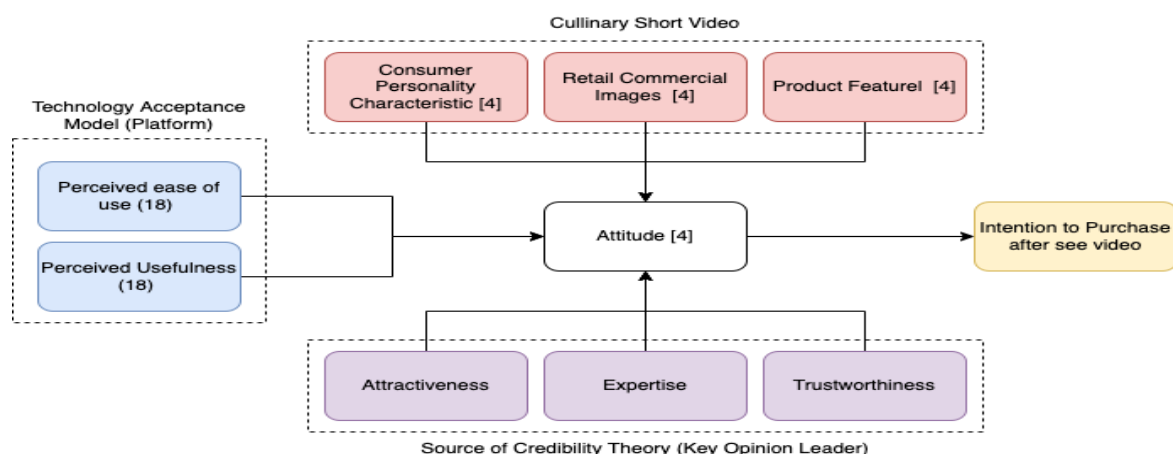 Cullinary Short Video
Consumer
Personality
Characteristic [4]
Retail Commercial
Images [4]
Product Featurel [4]
Technology Acceptance
Model (Platform)
Perceived ease of
use (18)
Perceived Usefulness
(18)
Attitude [4]
Intention to Purchase
after see video
Attractiveness
Expertise
Trustworthiness
Source of Credibility Theory (Key Opinion Leader)